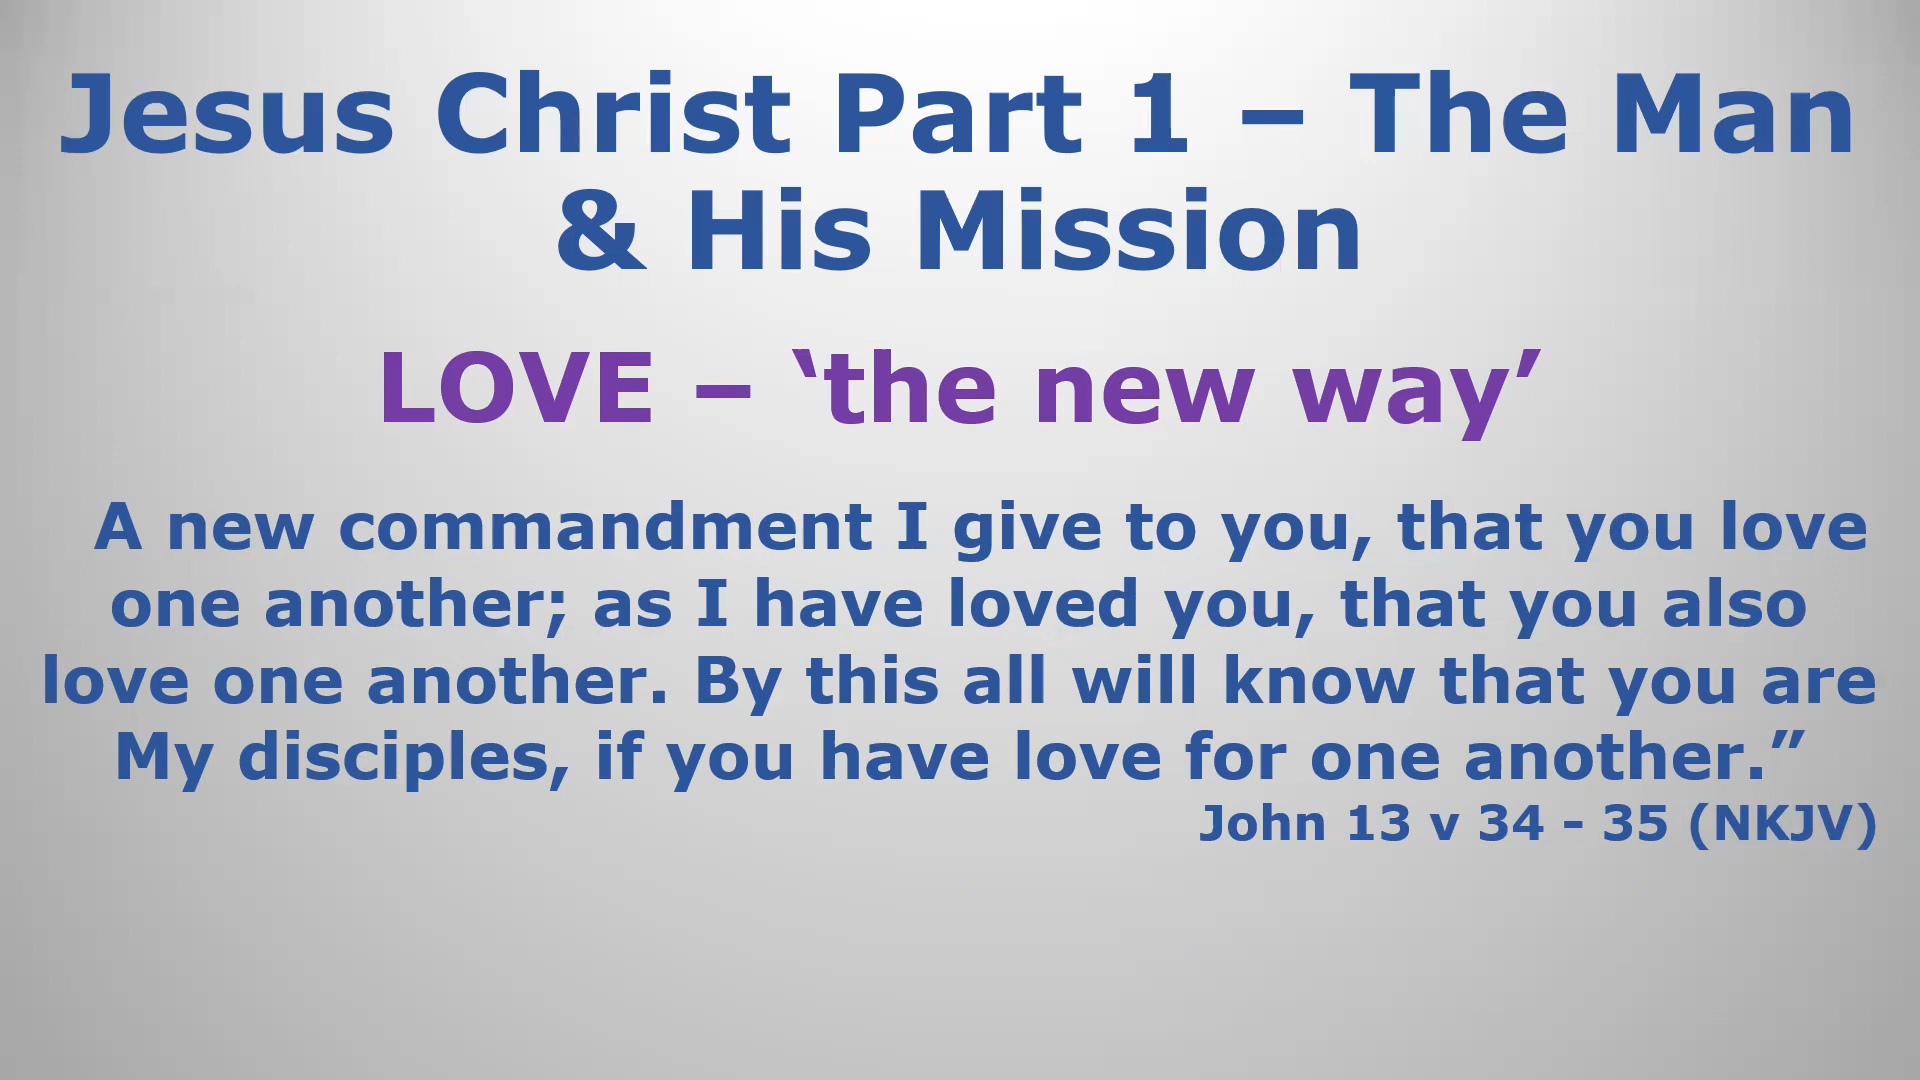 Jesus Christ Part 1 – The Man
& His Mission
LOVE – ‘the new way’
A new commandment I give to you, that you love
one another; as I have loved you, that you also
love one another. By this all will know that you are
My disciples, if you have love for one another.”
John 13 v 34 - 35 (NKJV)